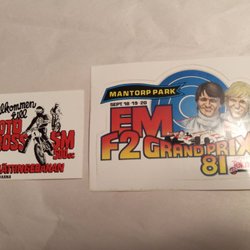 Välkommen
till
MOTO
CROSS
SM
MANTORP PARK
SEPT 18-19-20
EM
F2 GRAND PRIX
81